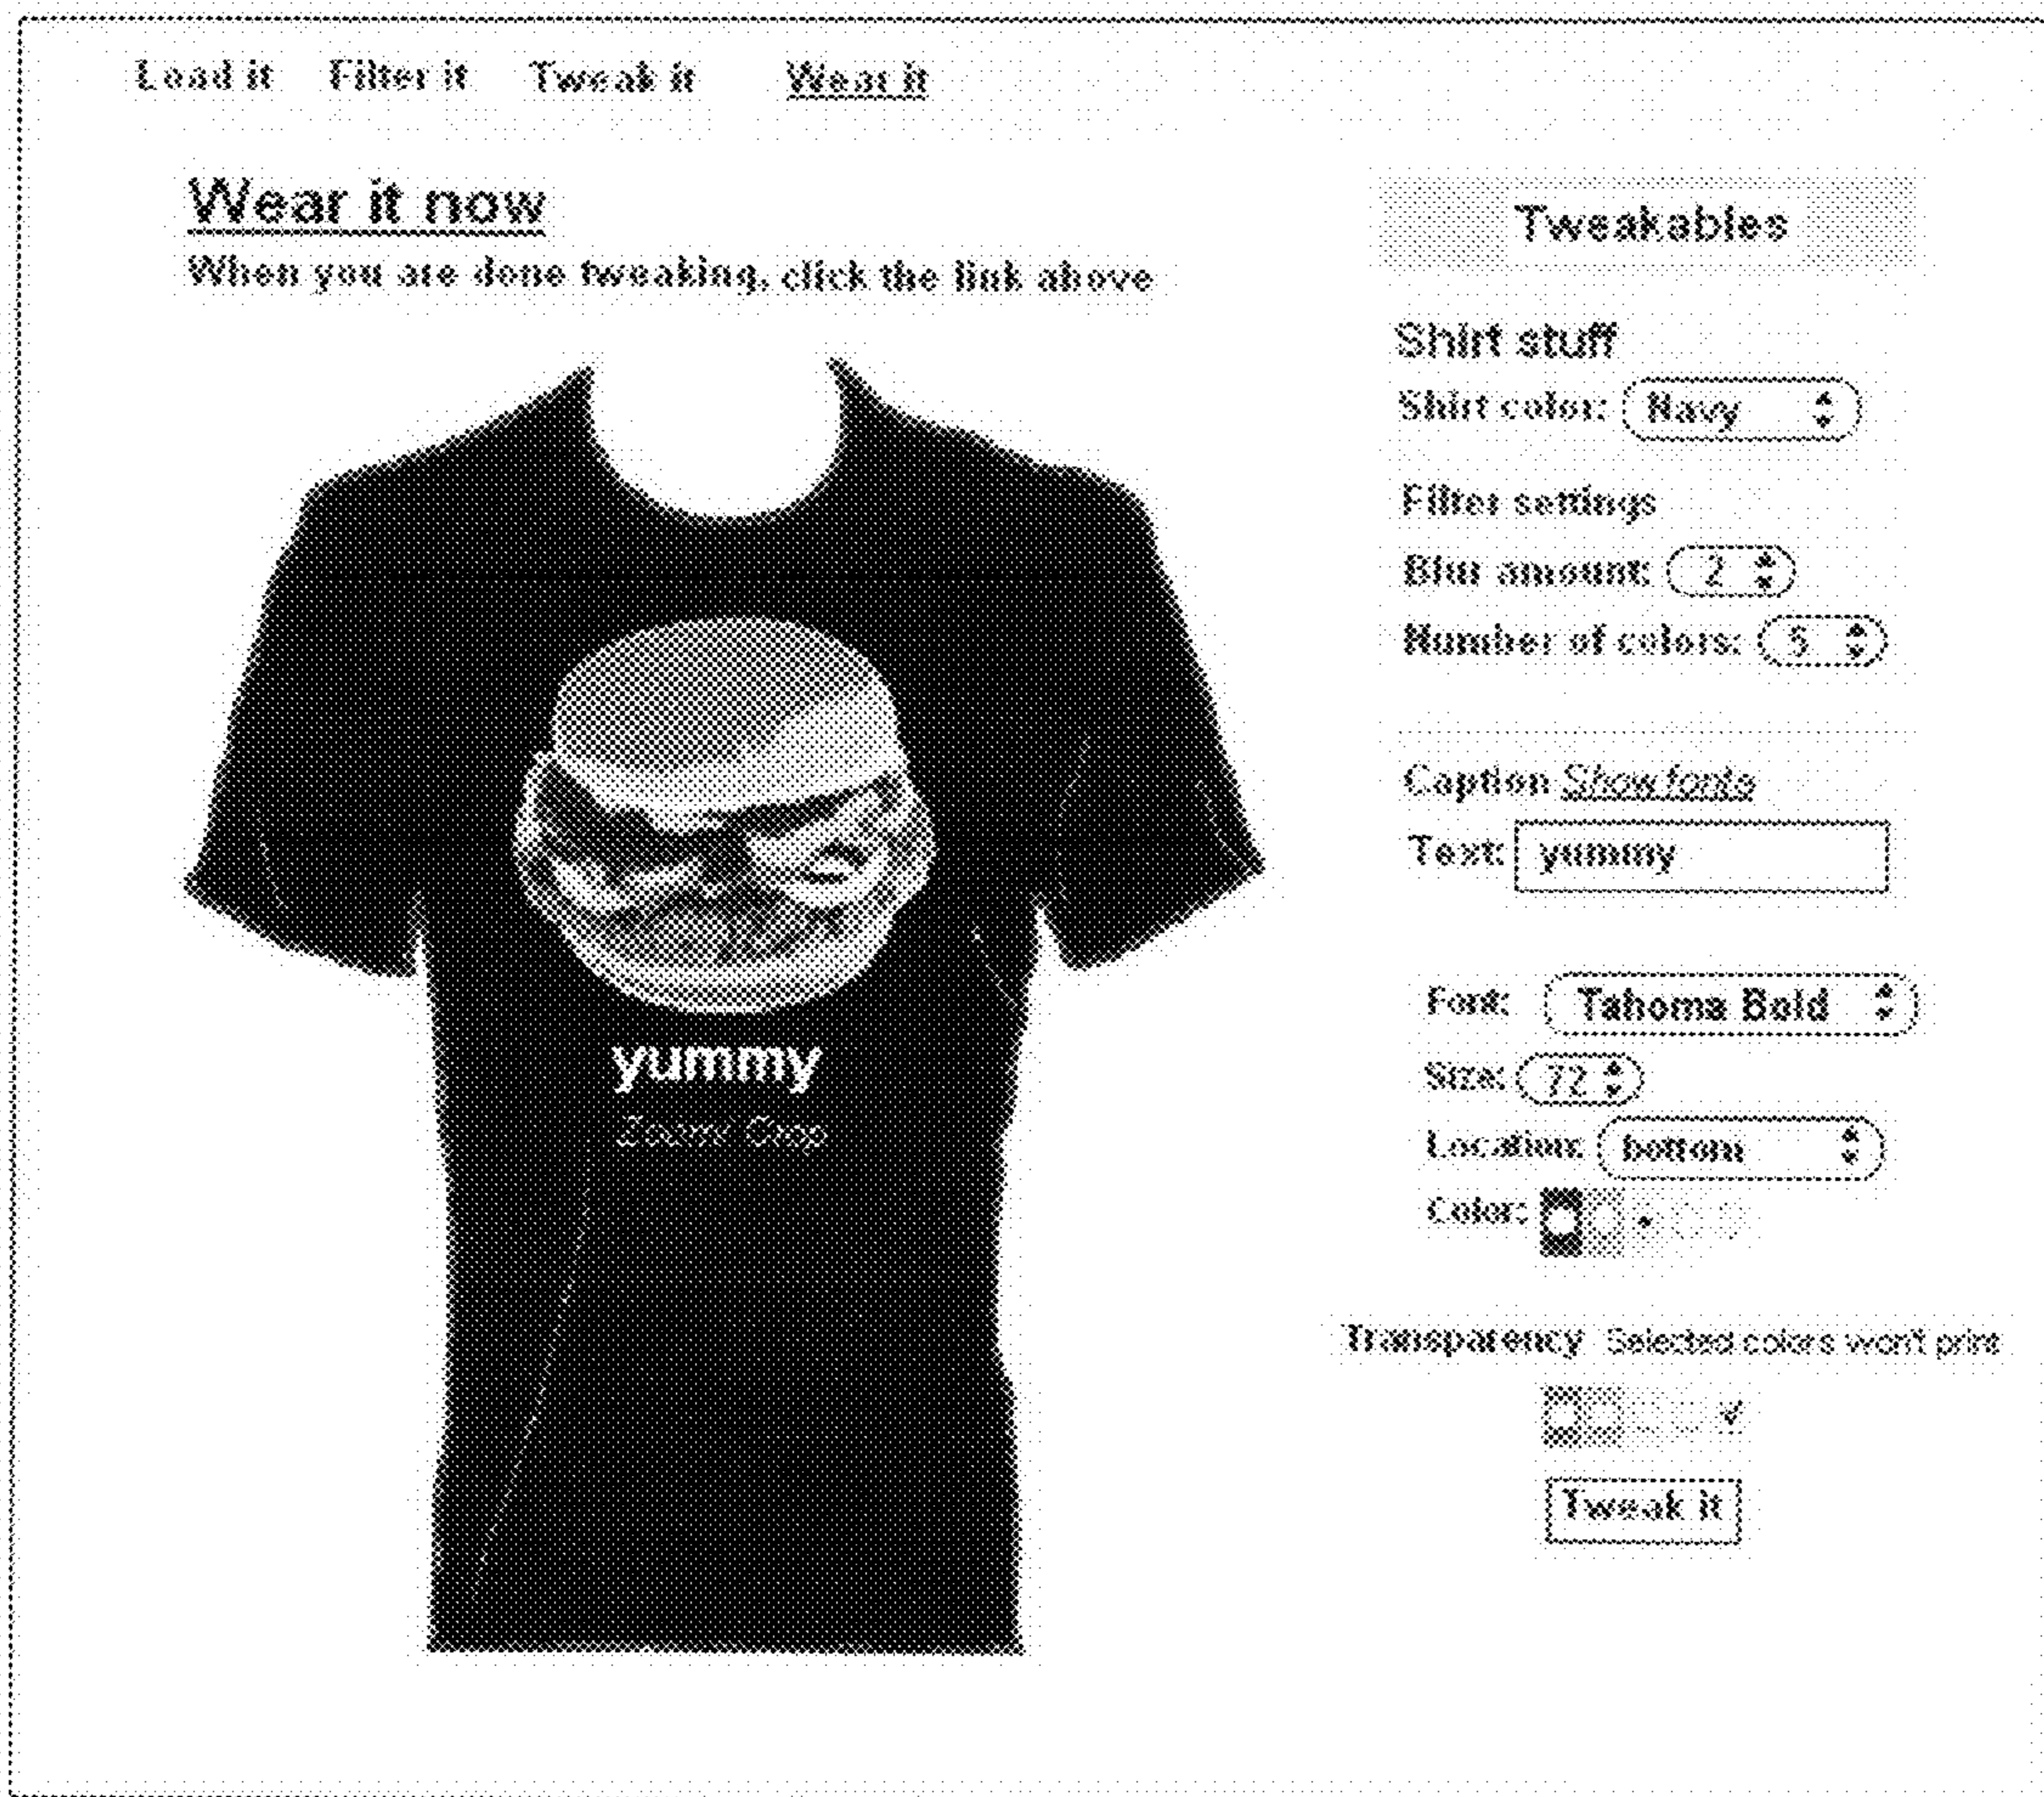 Load it Filter it Tweak it Wear it
Wear it now
When you are done tweaking, click the link above
yummy
Zoom/ Crop
Tweakables
Shirt stuff
Shirt color: Navy
Filter settings
Blur amount: 2
Number of colors: 5
Caption Show fonts
Text: yummy
Font: Tahoma Bold
Size: 72
Location: bottom
Color:
Transparency Selected colors won't print
Tweak it